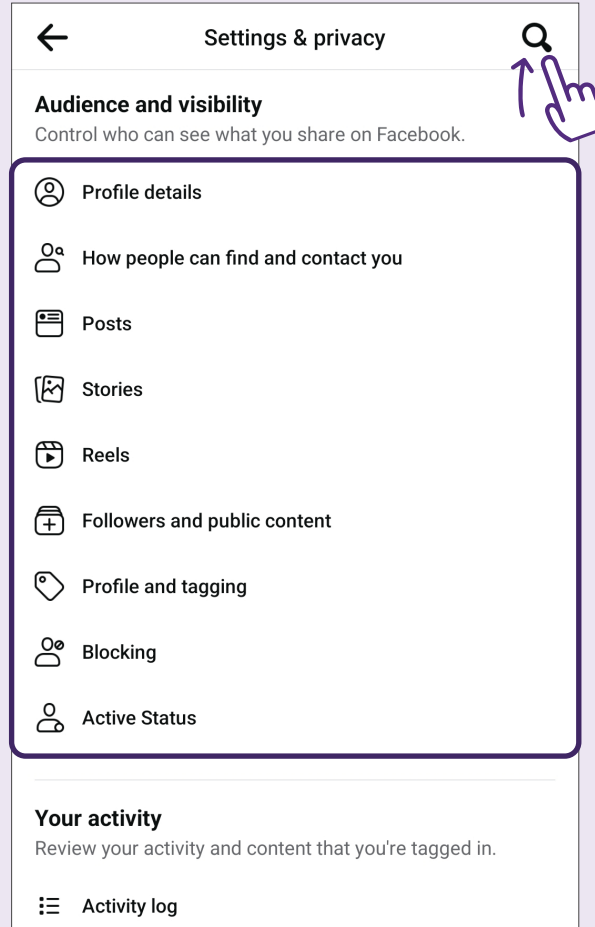 Settings & privacy
Audience and visibility
Control who can see what you share on Facebook.
Profile details
How people can find and contact you
Posts
Stories
Reels
Followers and public content
Profile and tagging
Blocking
Active Status
Your activity
Review your activity and content that you're tagged in.
Activity log